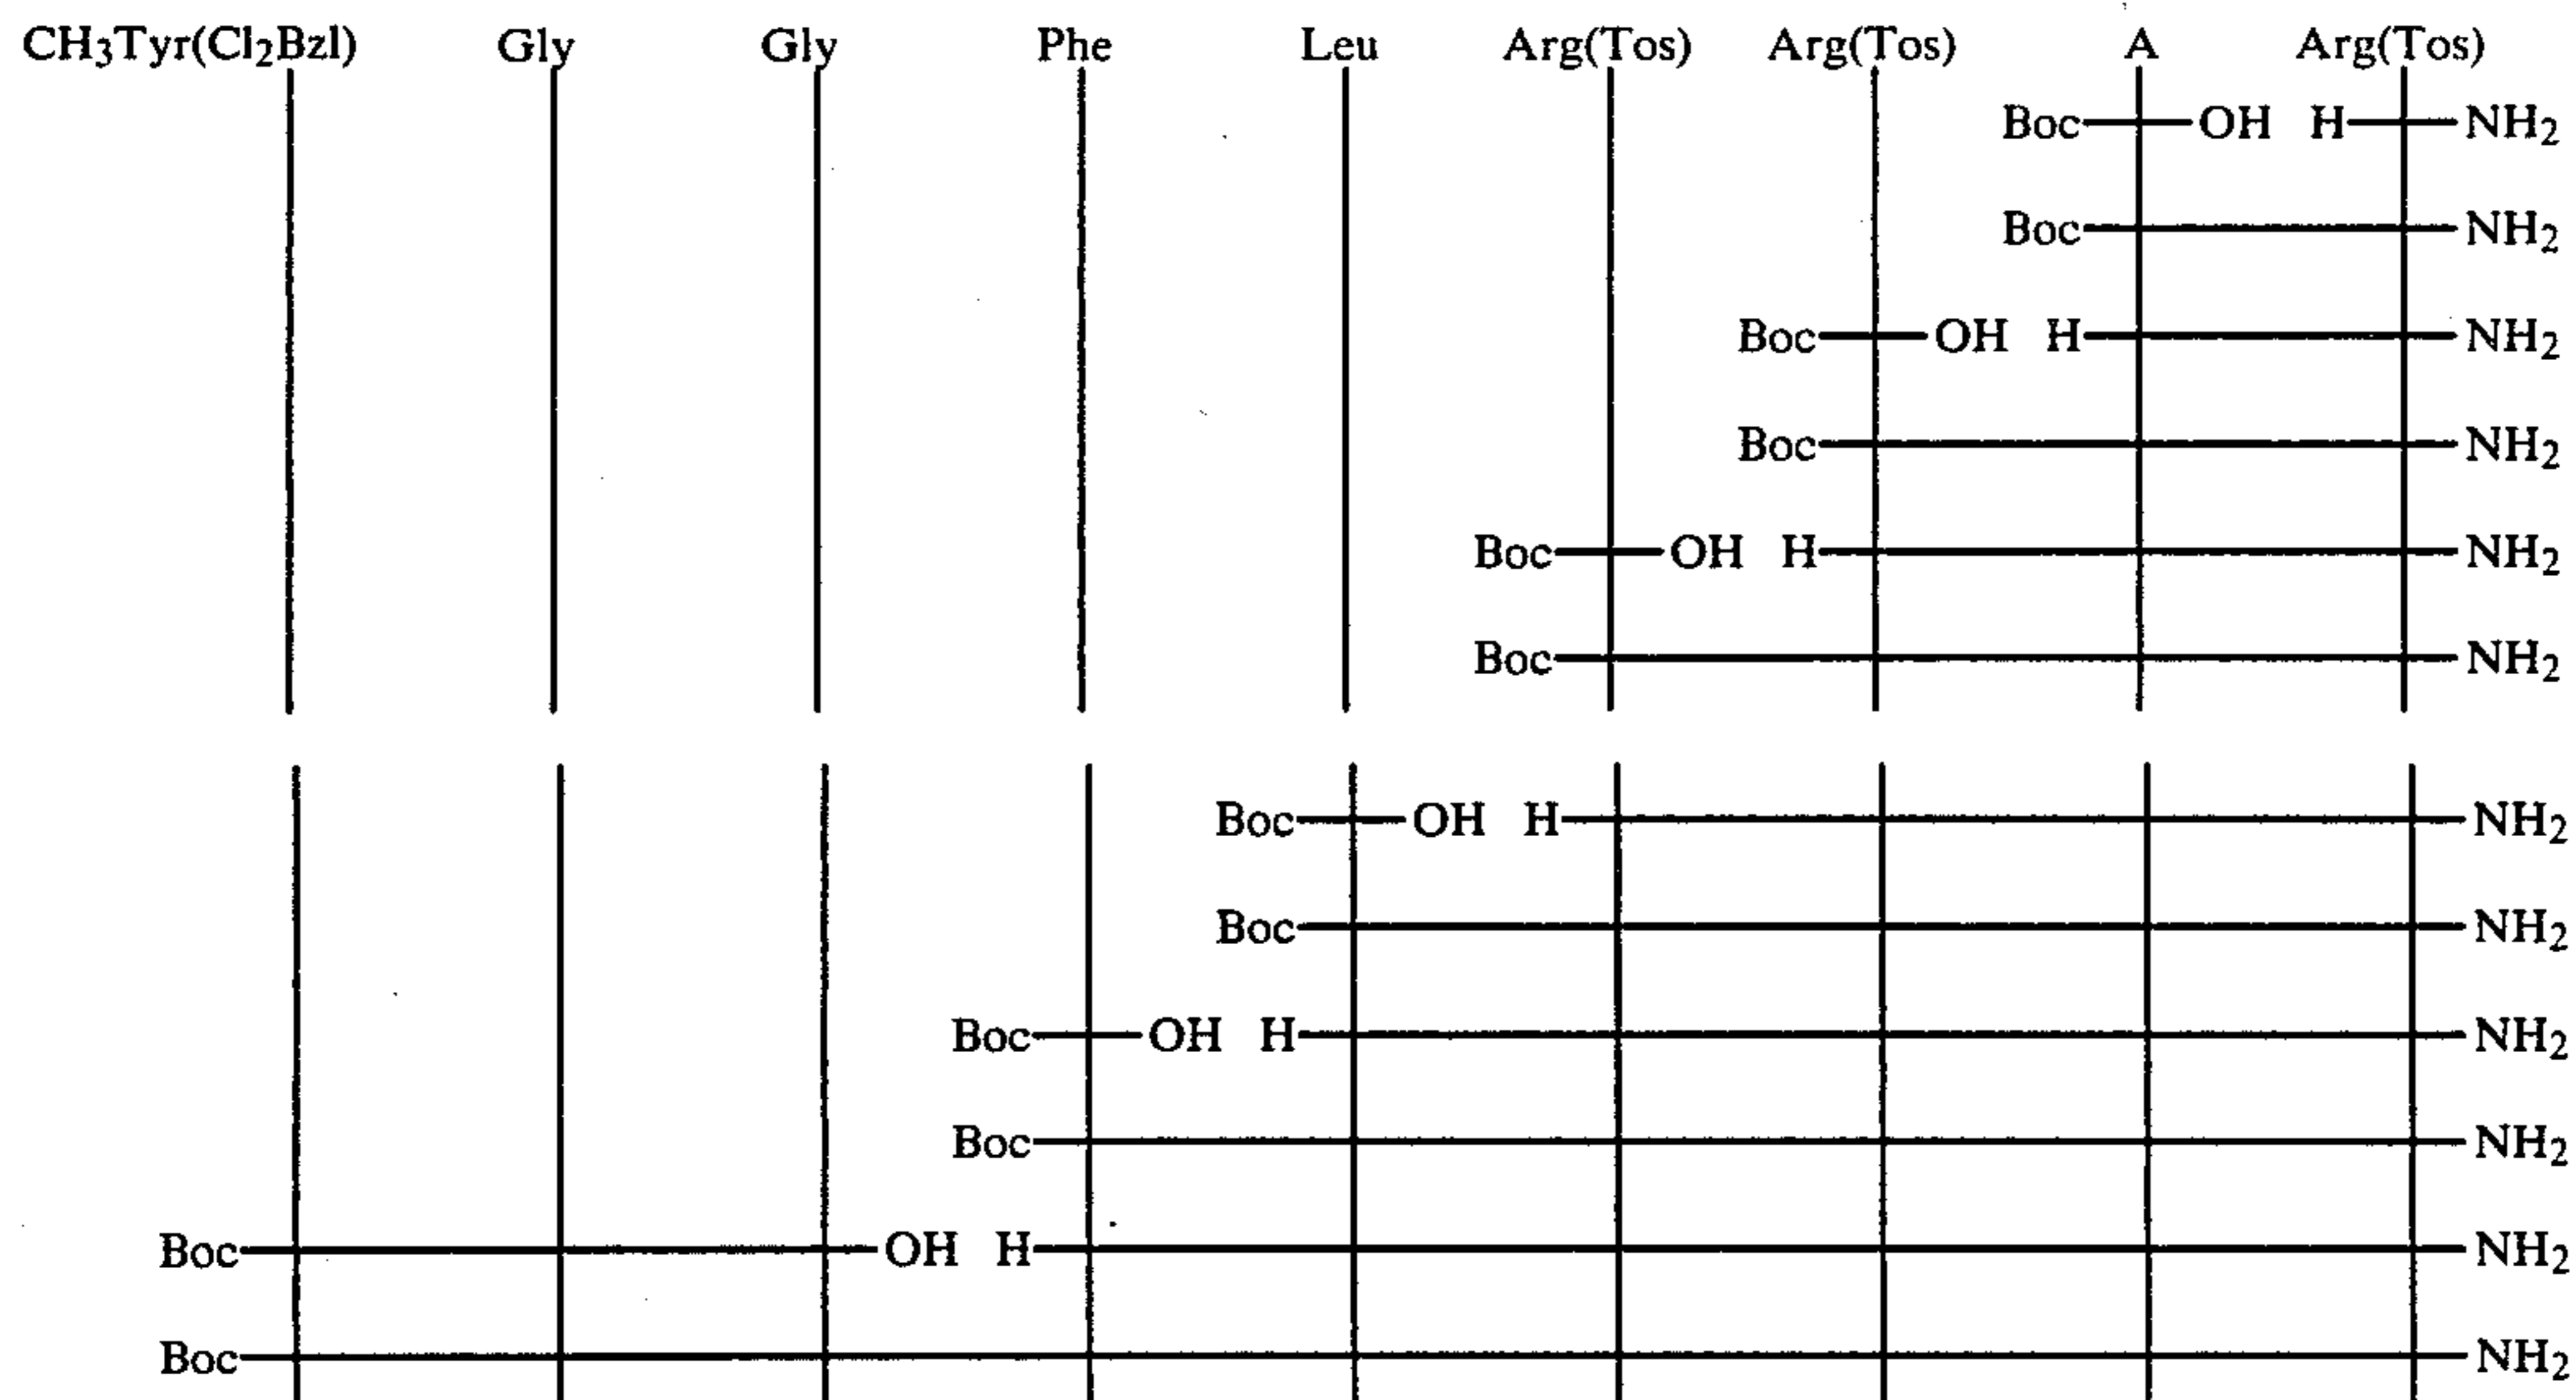 CH₃Tyr(Cl₂Bzl) Gly Gly Phe Leu Arg(Tos) Arg(Tos) A Arg(Tos)
Boc OH H NH₂
Boc NH₂
Boc OH H NH₂
Boc NH₂
Boc OH H NH₂
Boc NH₂
Boc OH H NH₂
Boc NH₂
Boc OH H NH₂
Boc NH₂
Boc OH H NH₂
Boc NH₂